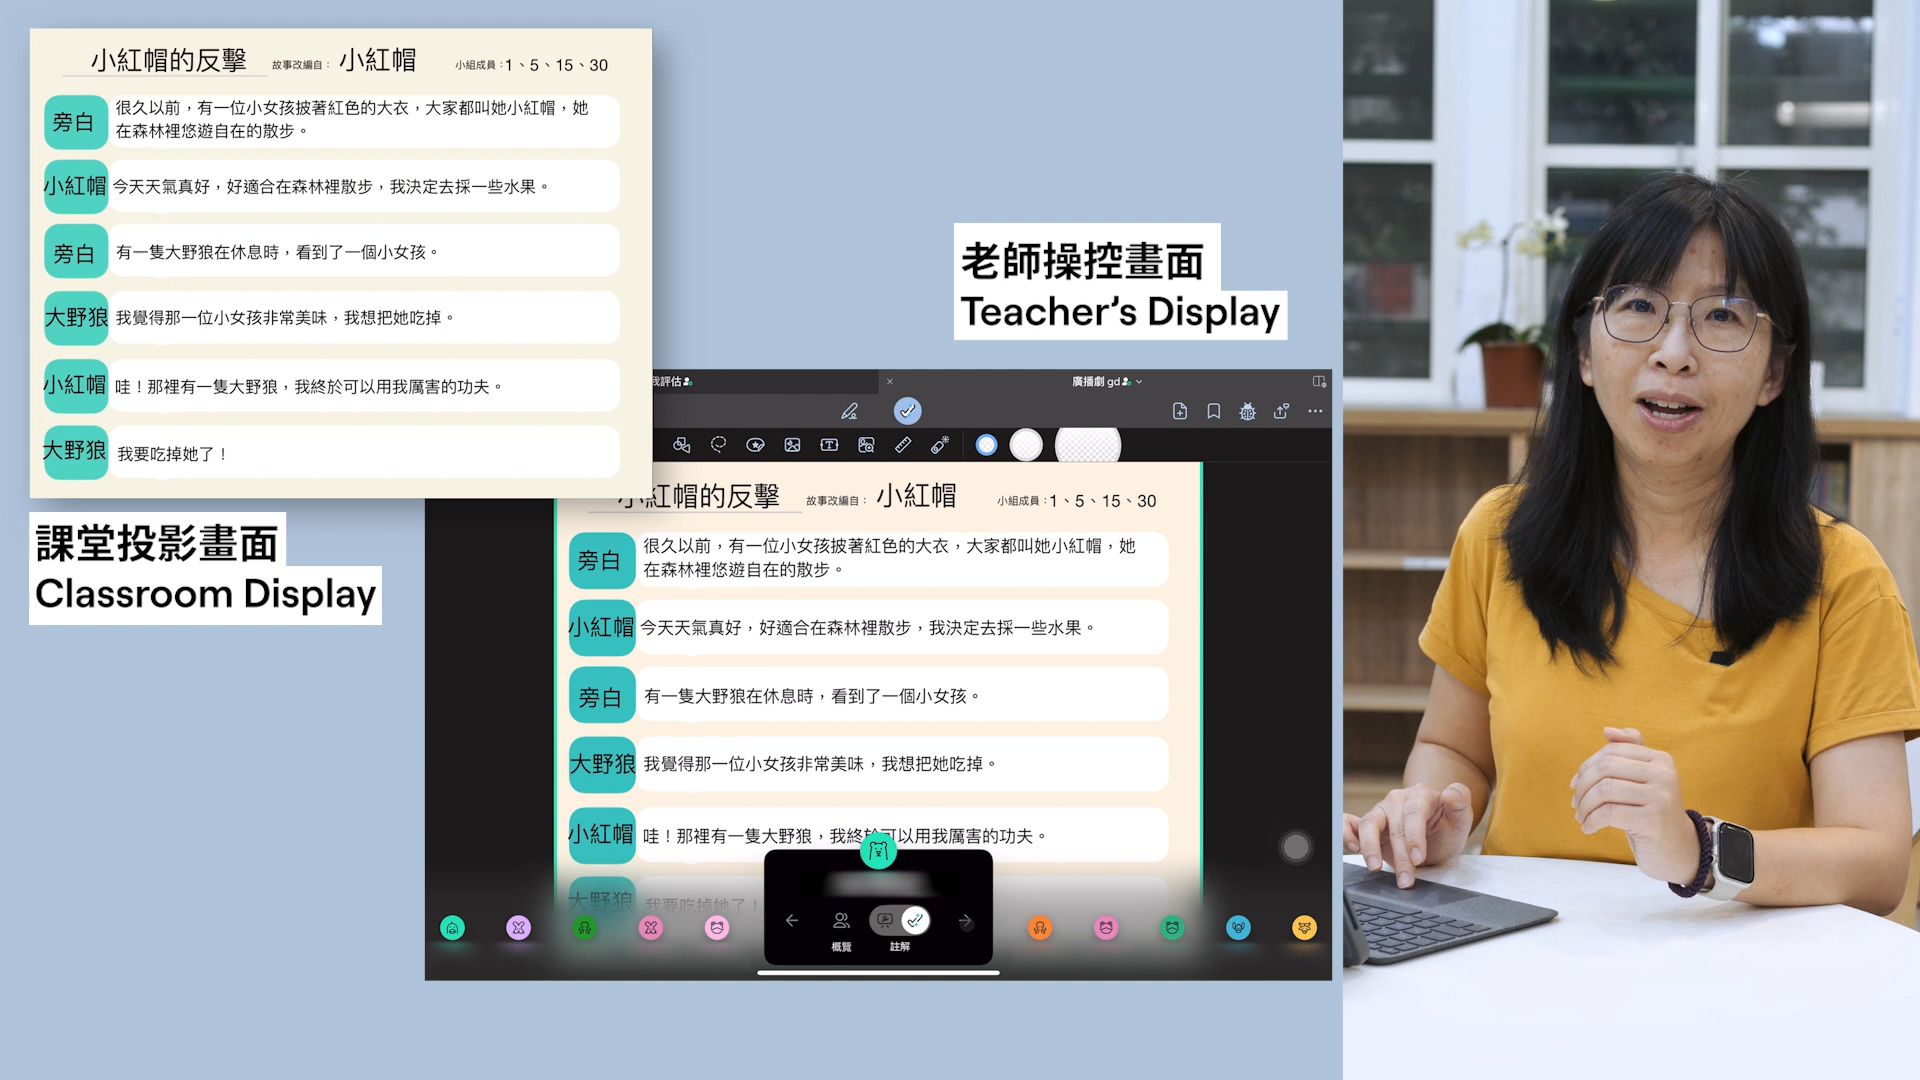 小紅帽的反擊 故事改編自： 小紅帽 小組成員：1、5、15、30
旁白 很久以前，有一位小女孩披著紅色的大衣，大家都叫她小紅帽，她
在森林裡悠遊自在的散步。
小紅帽 今天天氣真好，好適合在森林裡散步，我決定去採一些水果。
旁白 有一隻大野狼在休息時，看到了一個小女孩。
大野狼 我覺得那一位小女孩非常美味，我想把她吃掉。
小紅帽 哇！那裡有一隻大野狼，我終於可以用我厲害的功夫。
大野狼 我要吃掉她了！
課堂投影畫面
Classroom Display
老師操控畫面
Teacher's Display
我評估
廣播劇 gd
小紅帽的反擊 故事改編自： 小紅帽 小組成員：1、5、15、30
旁白 很久以前，有一位小女孩披著紅色的大衣，大家都叫她小紅帽，她
在森林裡悠遊自在的散步。
小紅帽 今天天氣真好，好適合在森林裡散步，我決定去採一些水果。
旁白 有一隻大野狼在休息時，看到了一個小女孩。
大野狼 我覺得那一位小女孩非常美味，我想把她吃掉。
小紅帽 哇！那裡有一隻大野狼，我終於可以用我厲害的功夫。
大野狼 我要吃掉她了！
概覽 註解